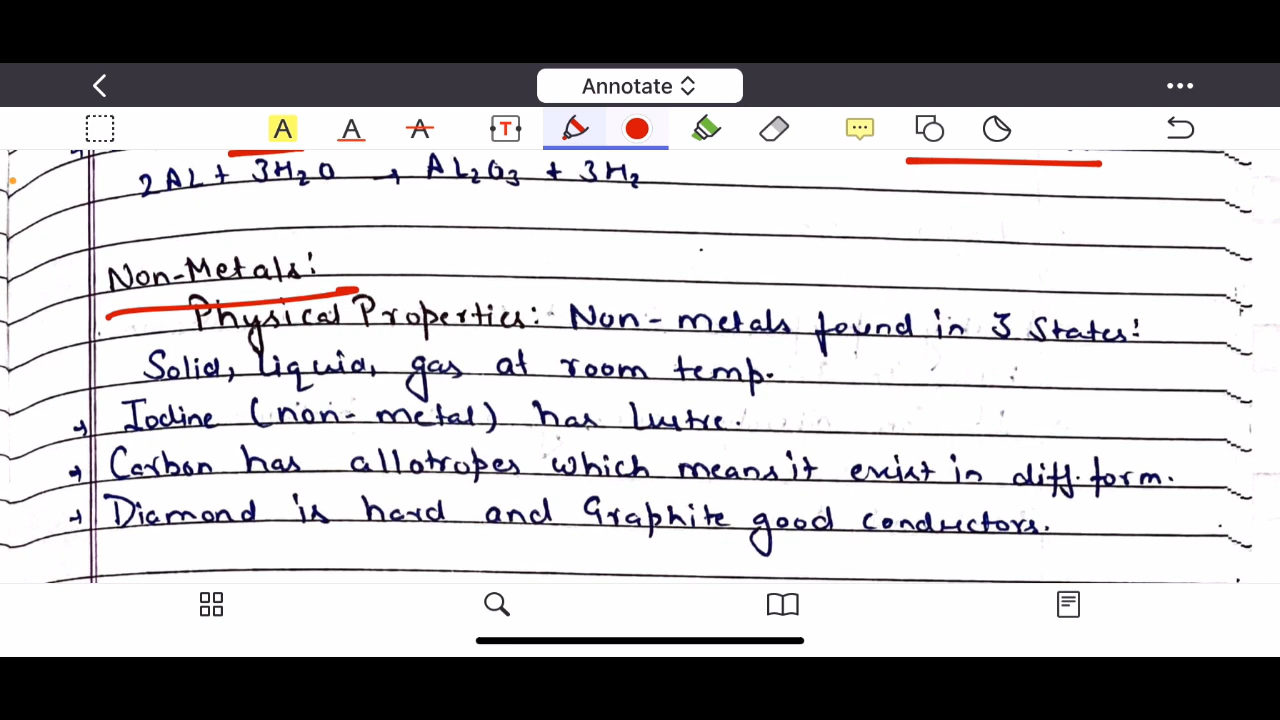 Annotate
A
A
A
T
2AL + 3H₂O → AL₂O₃ + 3H₂
Non-Metals:
Physical Properties: Non-metals found in 3 States:
Solid, liquid, gas at room temp.
→ Iodine (non-metal) has lustre.
→ Carbon has allotropes which means it exist in diff. form.
→ Diamond is hard and Graphite good conductors.